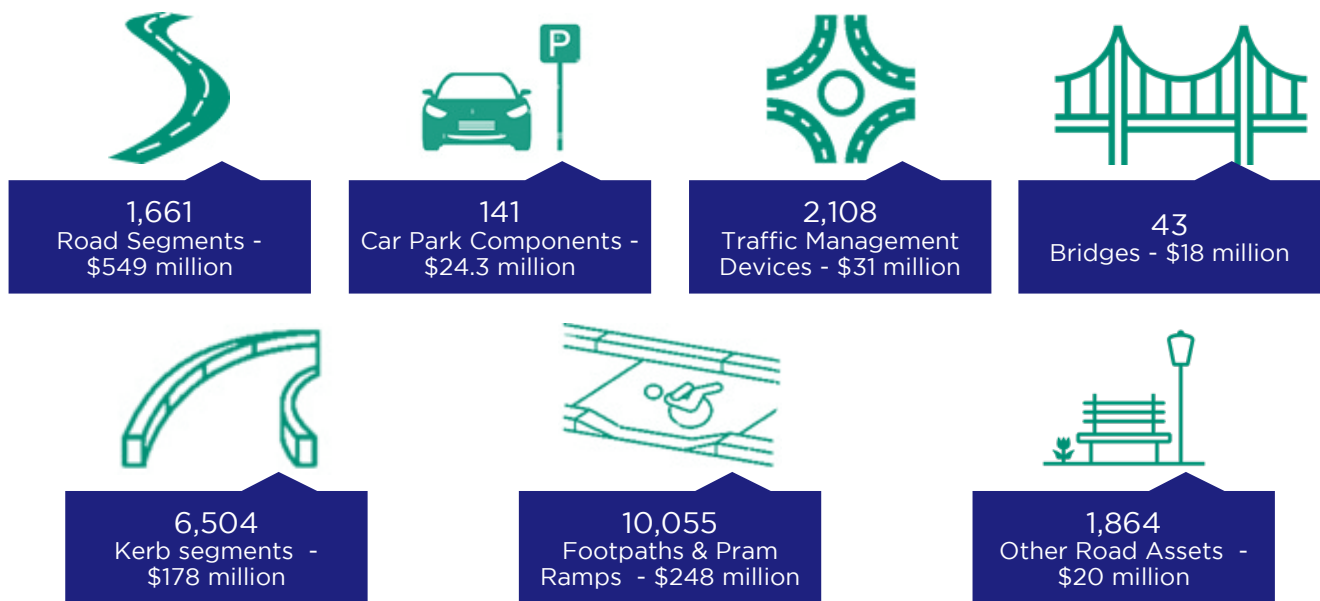 P
1,661
Road Segments -
$549 million
141
Car Park Components -
$24.3 million
2,108
Traffic Management
Devices - $31 million
43
Bridges - $18 million
6,504
Kerb segments -
$178 million
10,055
Footpaths & Pram
Ramps - $248 million
1,864
Other Road Assets -
$20 million